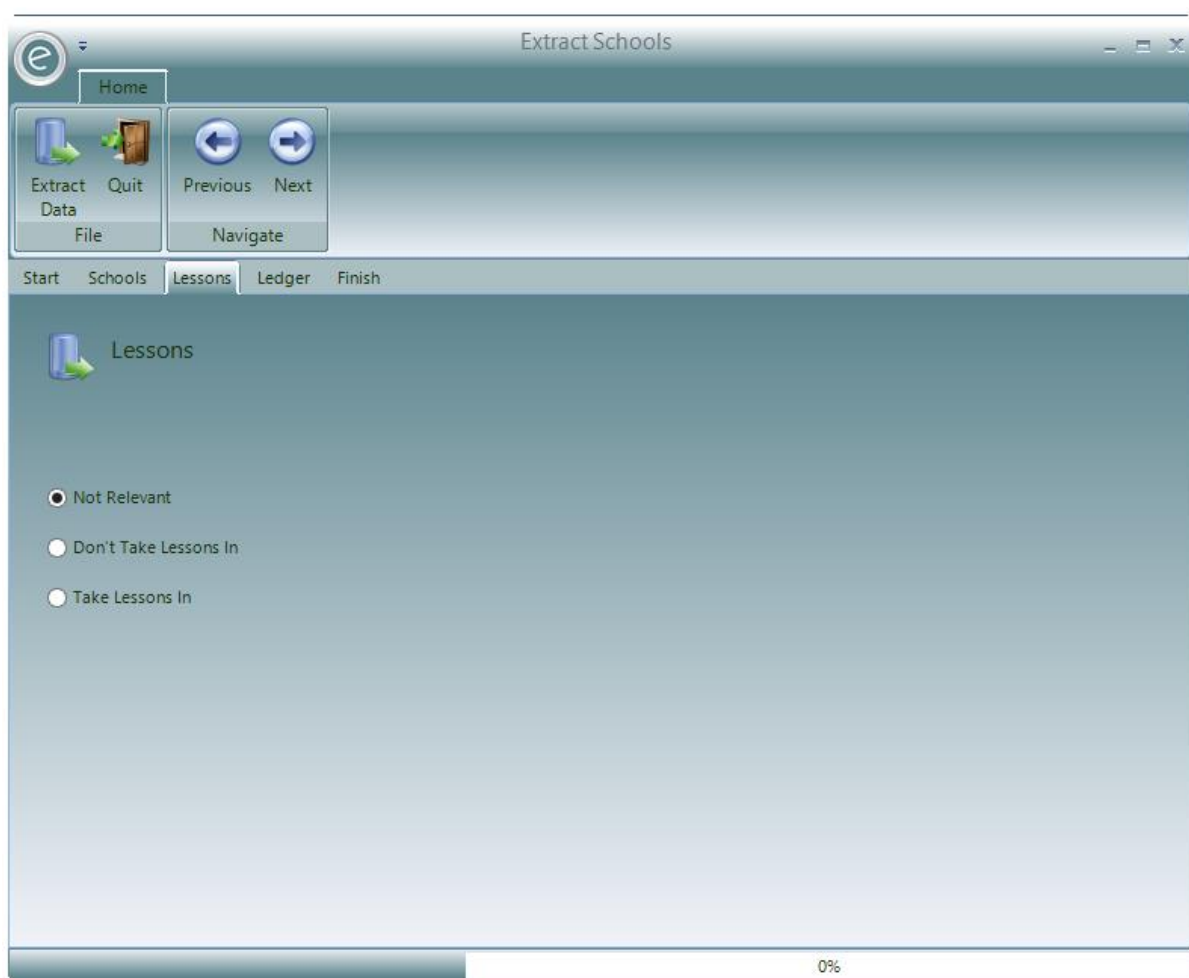 e
Extract Schools
Home
Extract Data
Quit
Previous
Next
File
Navigate
Start Schools Lessons Ledger Finish
Lessons
Not Relevant
Don't Take Lessons In
Take Lessons In
0%